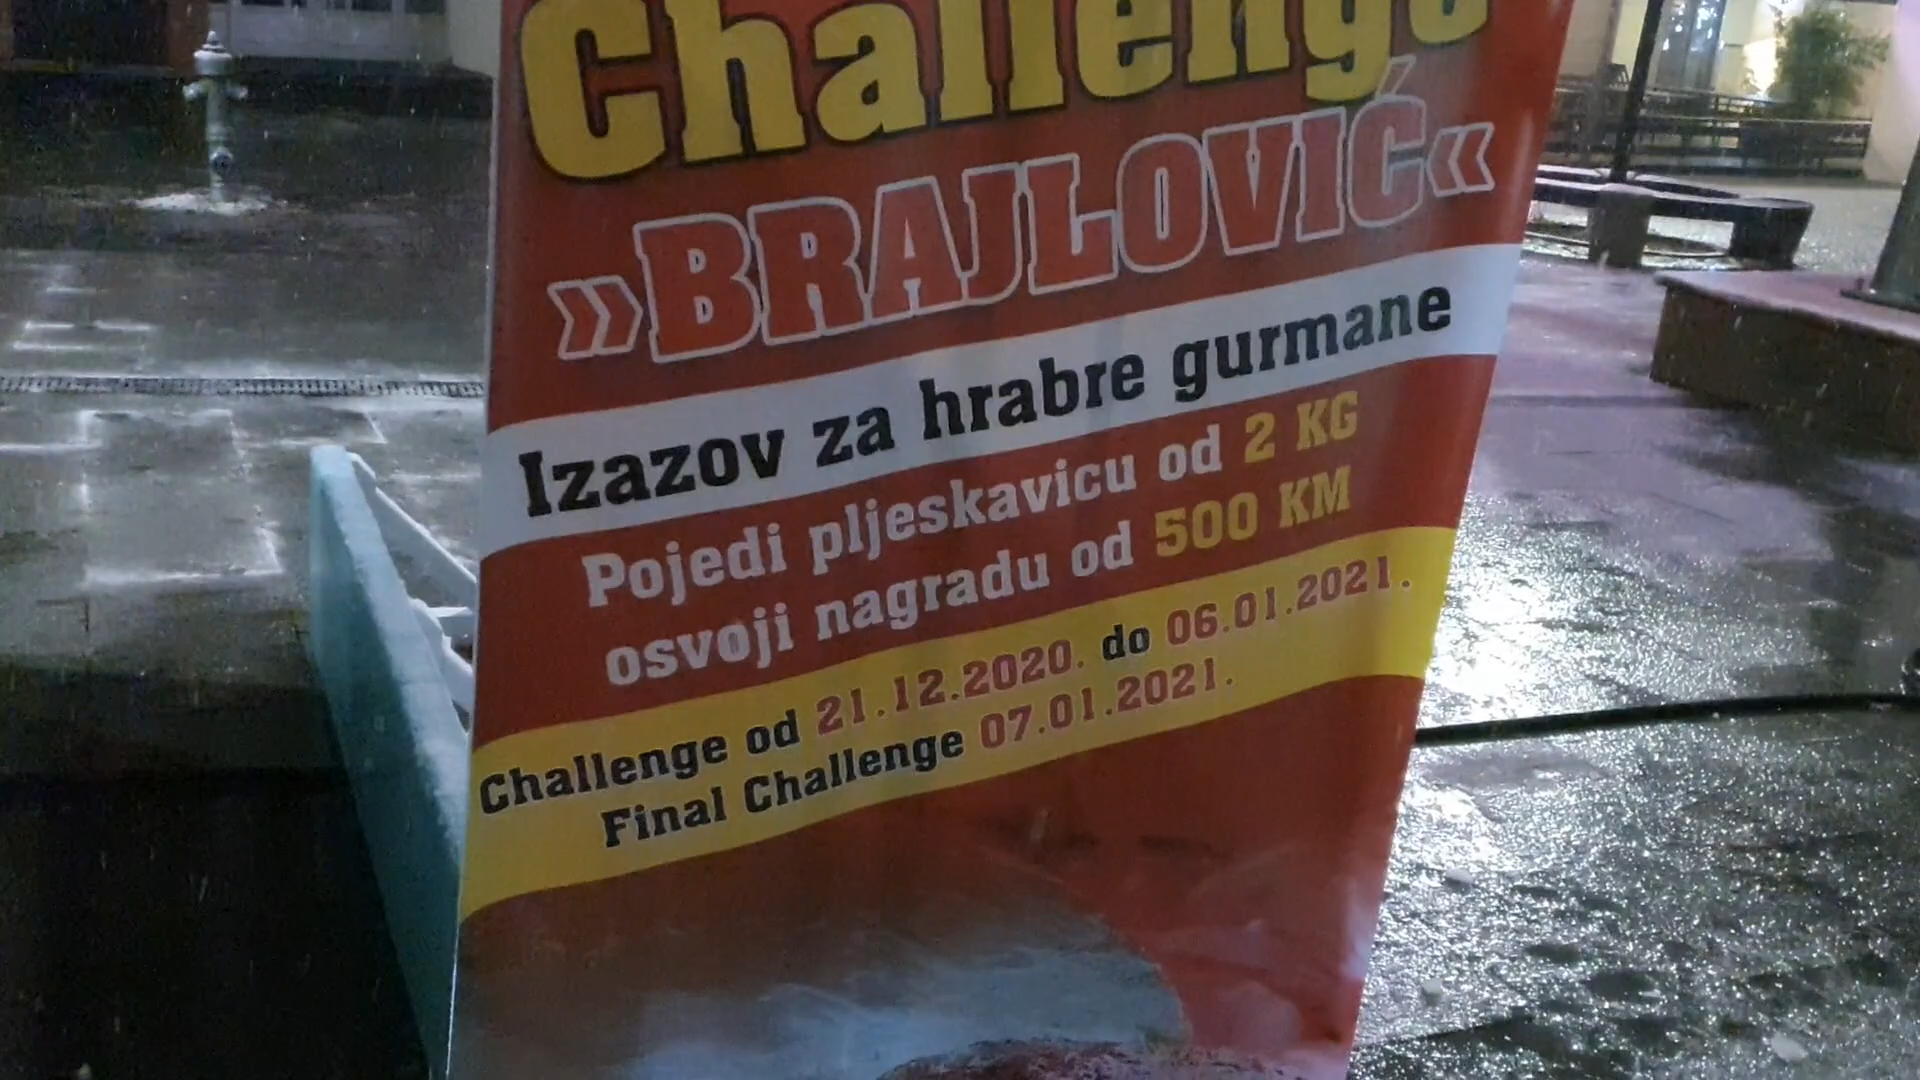 Challenge
»BRAJLOVIĆ«
Izazov za hrabre gurmane
Pojedi pljeskavicu od 2 KG
osvoji nagradu od 500 KM
Challenge od 21.12.2020. do 06.01.2021.
Final Challenge 07.01.2021.